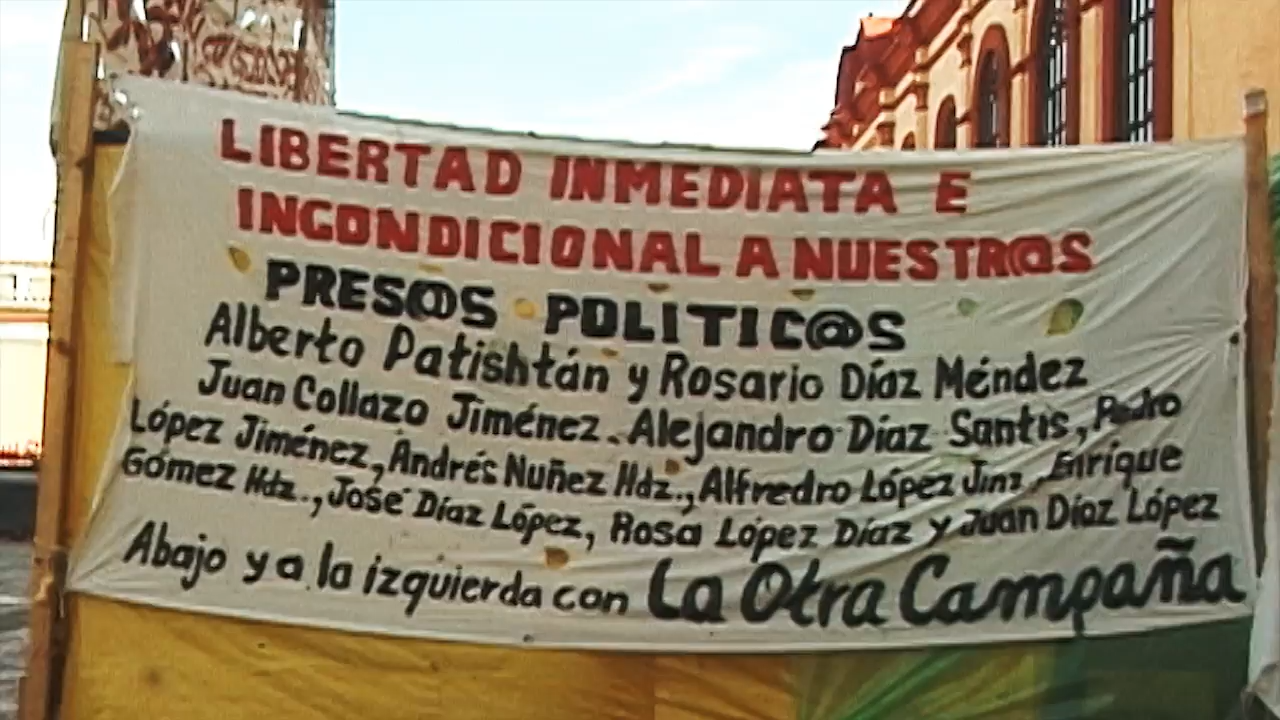 LIBERTAD INMEDIATA E
INCONDICIONAL A NUESTR@S
PRES@S POLITIC@S
Alberto Patishtán y Rosario Díaz Méndez
Juan Collazo Jiménez. Alejandro Díaz Santis, Pedro
López Jiménez, Andrés Nuñez Hdz., Alfredo López Jmz, Enríque
Gómez Hdz., José Díaz López, Rosa López Díaz y Juan Díaz López
Abajo y a la izquierda con La Otra Campaña